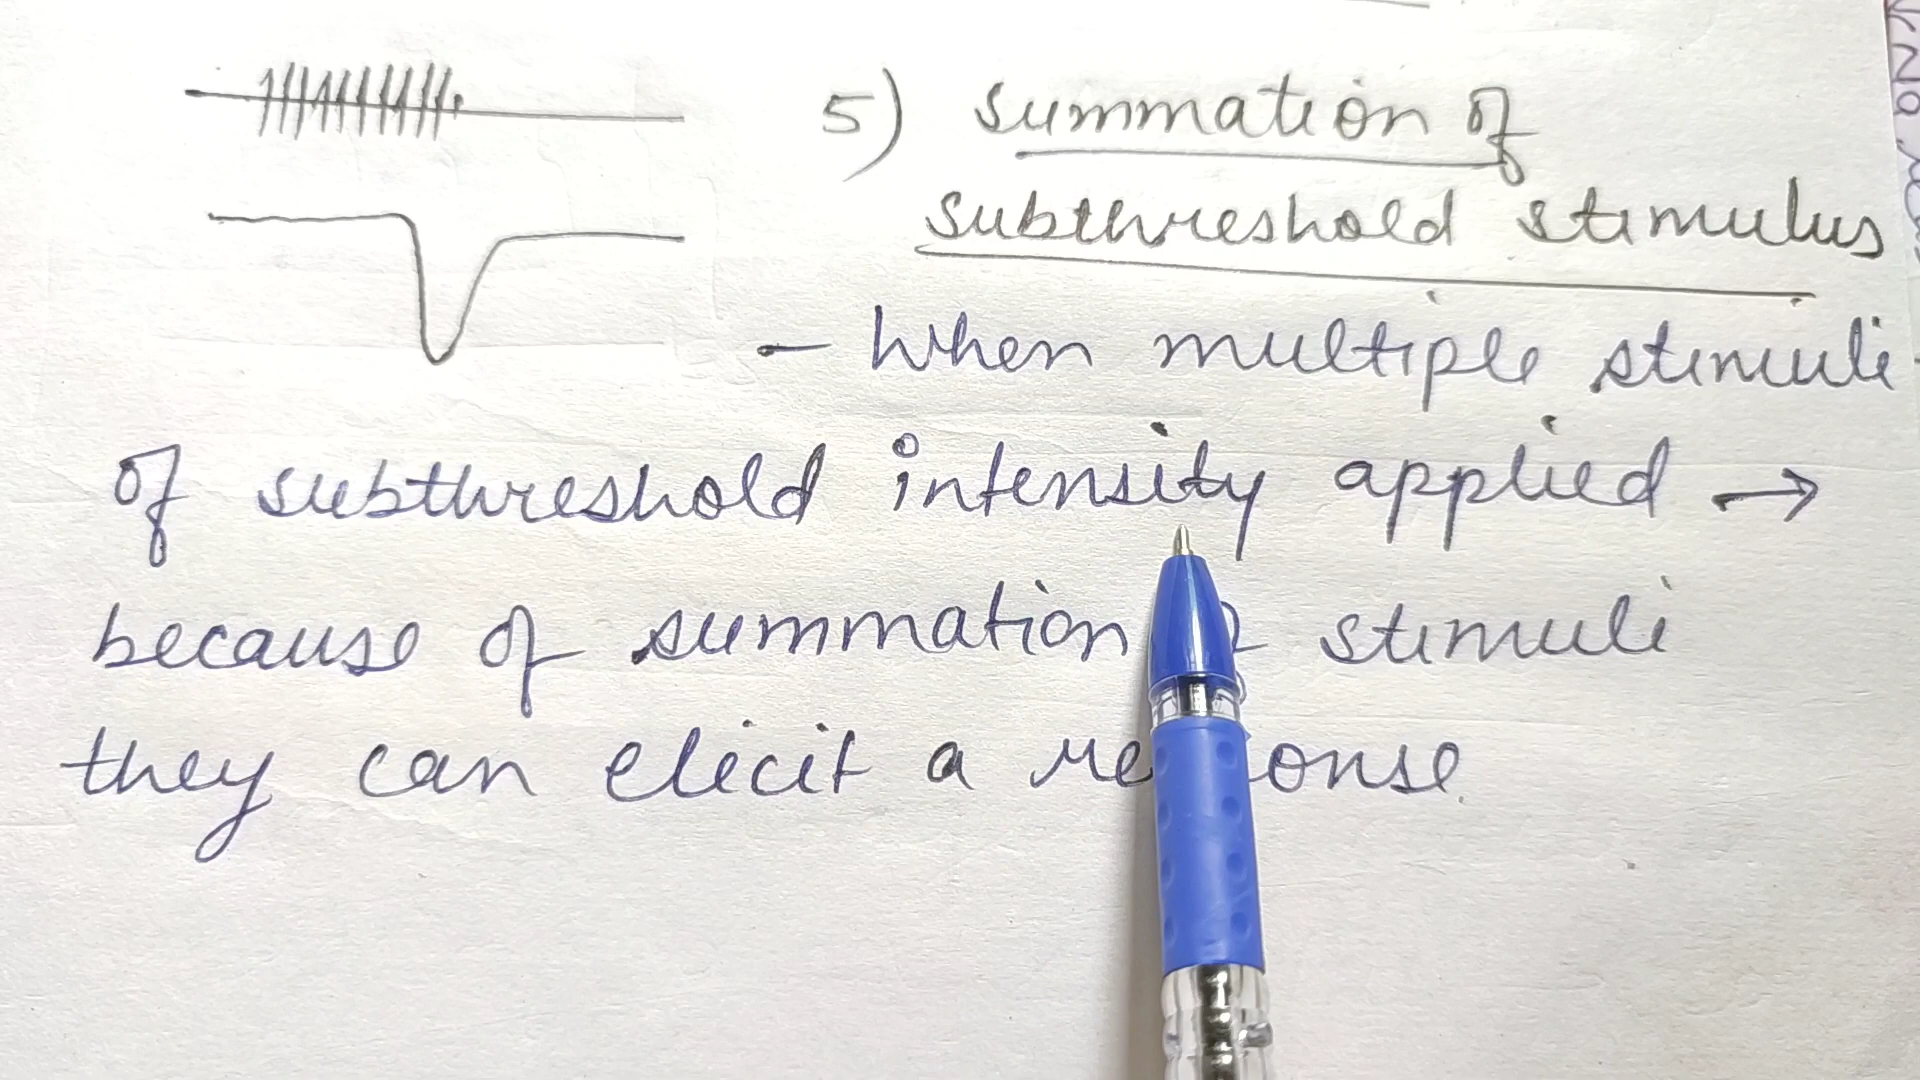 5) Summation of
subthreshold stimulus
- When multiple stimuli
of subthreshold intensity applied →
because of summation stimuli
they can elicit a